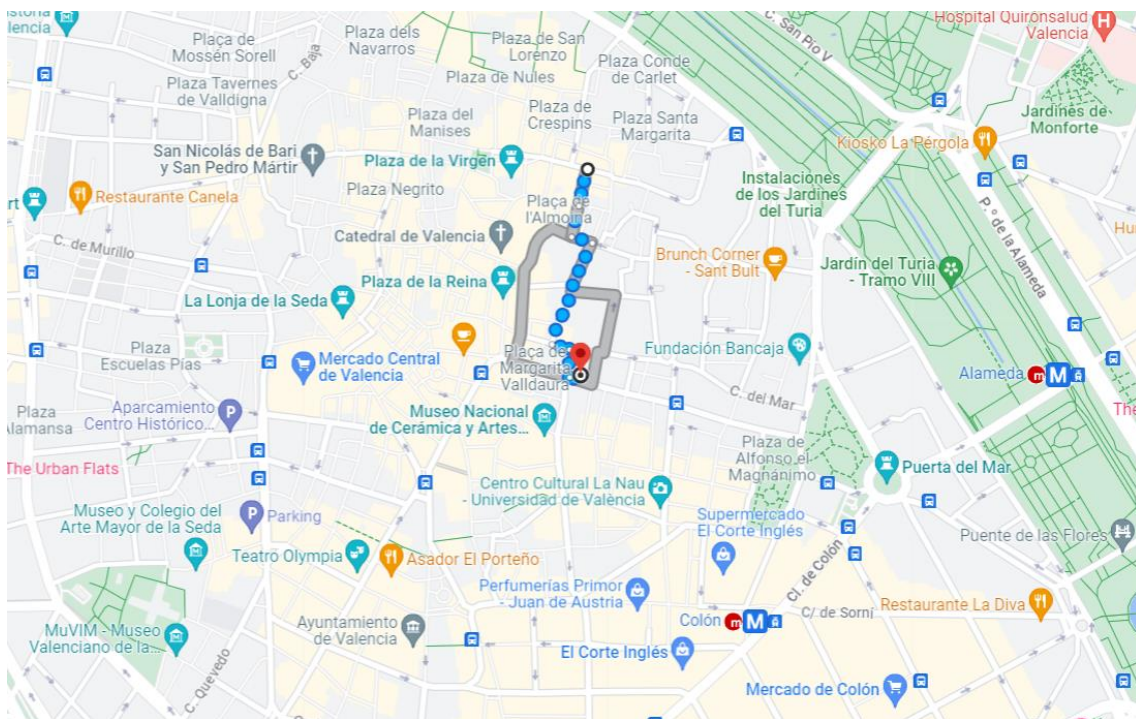 storia
lencia
Plaça de
Mossén Sorell
Plaza dels
Navarros
C. Baja
Plaza de San
Lorenzo
Plaza de Nules
Plaza Conde
de Carlet
C. San Pío V
Hospital Quirónsalud
Valencia
H
Plaza Tavernes
de Valldigna
Plaza del
Manises
Plaza de
Crespins
Plaza Santa
Margarita
Jardines de
Monforte
Kiosko La Pérgola
San Nicolás de Bari
y San Pedro Mártir
Plaza de la Virgen
Instalaciones
de los Jardines
del Turia
Plaza Negrito
Restaurante Canela
Plaça de
l'Almoina
rt
P.º de la Alameda
Hu
Catedral de Valencia
C. de Murillo
Brunch Corner
- Sant Bult
Jardín del Turia
- Tramo VIII
Plaza de la Reina
La Lonja de la Seda
Plaza
Escuelas Pías
Mercado Central
de Valencia
Plaça de
Margarita
Valldaura
Fundación Bancaja
Alameda
m
M
C. del Mar
Plaza
Alamansa
Aparcamiento
Centro Histórico...
P
Museo Nacional
de Cerámica y Artes...
The
Plaza de
Alfonso el
Magnánimo
The Urban Flats
Puerta del Mar
Centro Cultural La Nau
- Universidad de València
Museo y Colegio del
Arte Mayor de la Seda
P
Parking
Supermercado
El Corte Inglés
Puente de las Flores
Teatro Olympia
Asador El Porteño
Cl. de Colón
Perfumerías Primor
- Juan de Austria
C/ de Sorní
Restaurante La Diva
Ayuntamiento
de Valencia
Colón
m
M
MuVIM - Museo
Valenciano de la...
El Corte Inglés
C. Quevedo
Mercado de Colón